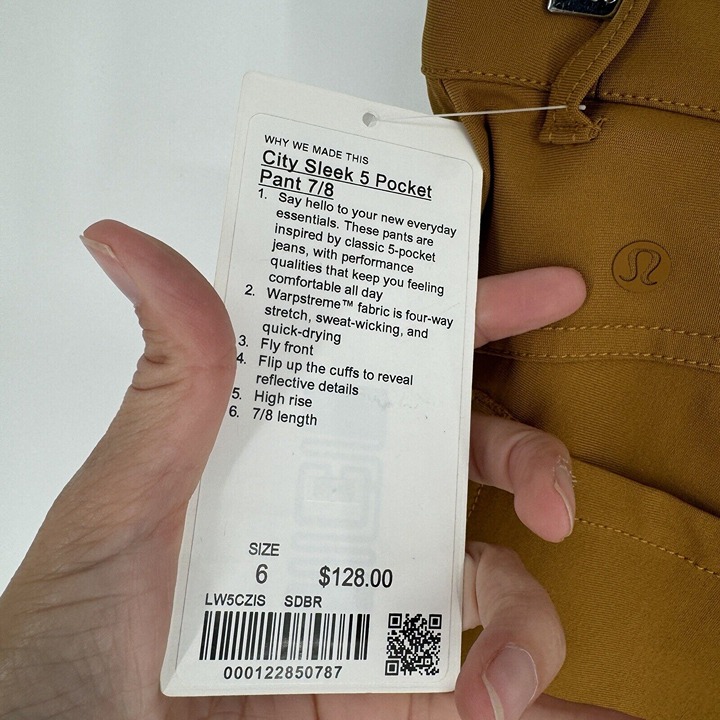 WHY WE MADE THIS
City Sleek 5 Pocket
Pant 7/8
1. Say hello to your new everyday
essentials. These pants are
inspired by classic 5-pocket
jeans, with performance
qualities that keep you feeling
comfortable all day
2. Warpstreme™ fabric is four-way
stretch, sweat-wicking, and
quick-drying
3. Fly front
4. Flip up the cuffs to reveal
reflective details
5. High rise
6. 7/8 length
SIZE
6 $128.00
LW5CZIS SDBR
000122850787